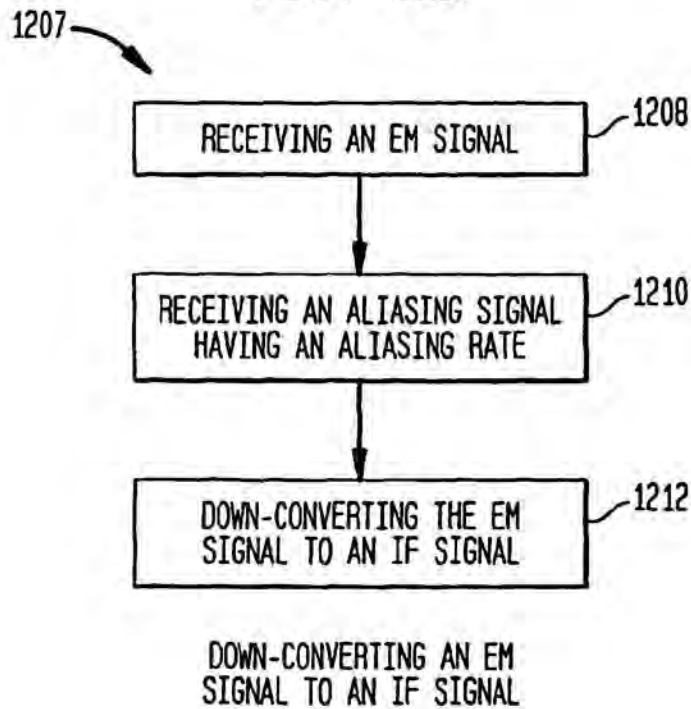 1207
RECEIVING AN EM SIGNAL
1208
RECEIVING AN ALIASING SIGNAL
HAVING AN ALIASING RATE
1210
DOWN-CONVERTING THE EM
SIGNAL TO AN IF SIGNAL
1212
DOWN-CONVERTING AN EM
SIGNAL TO AN IF SIGNAL